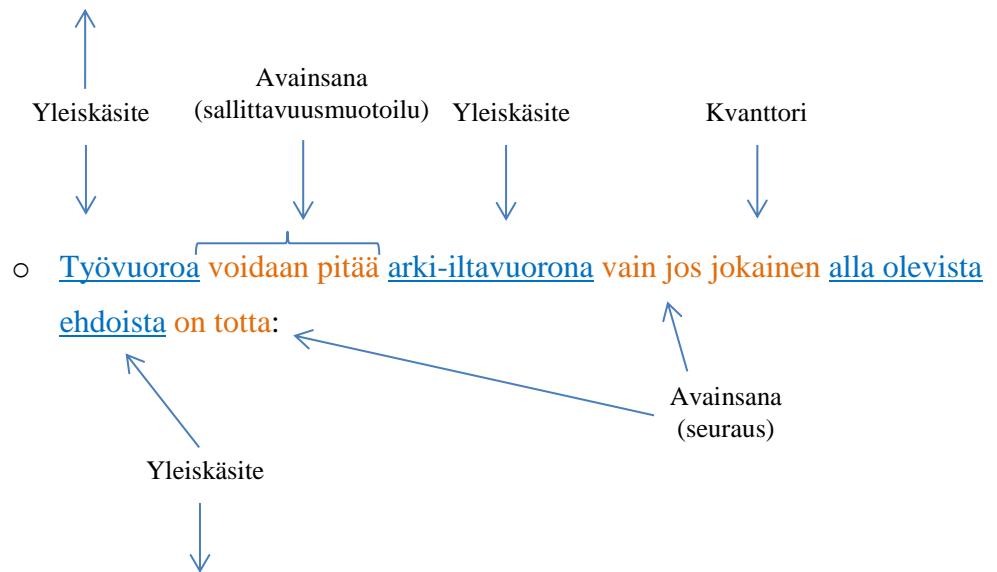 Avainsana
Yleiskäsite (sallittavuusmuotoilu) Yleiskäsite Kvanttori
o Työvuoroa voidaan pitää arki-iltavuorona vain jos jokainen alla olevista
ehdoista on totta:
Avainsana
(seuraus)
Yleiskäsite